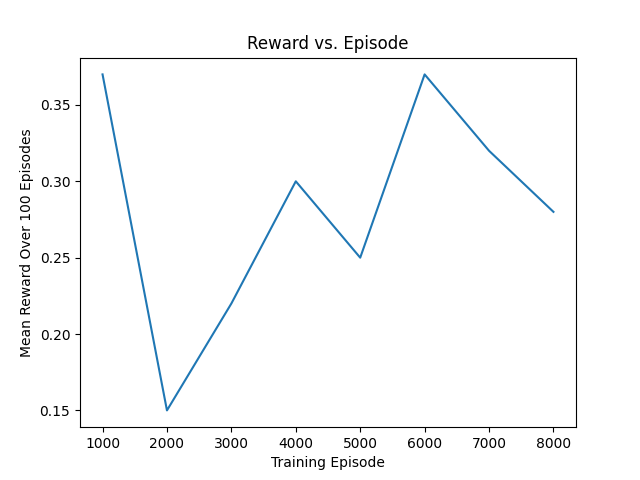 Reward vs. Episode
Mean Reward Over 100 Episodes
0.35
0.30
0.25
0.20
0.15
1000 2000 3000 4000 5000 6000 7000 8000
Training Episode